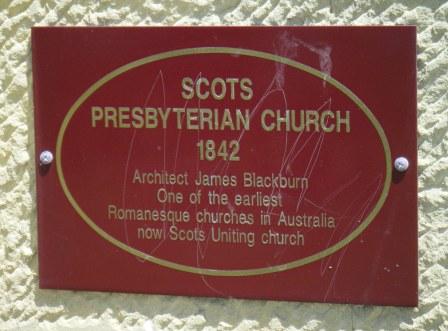 SCOTS
PRESBYTERIAN CHURCH
1842
Architect James Blackburn
One of the earliest
Romanesque churches in Australia
now Scots Uniting church